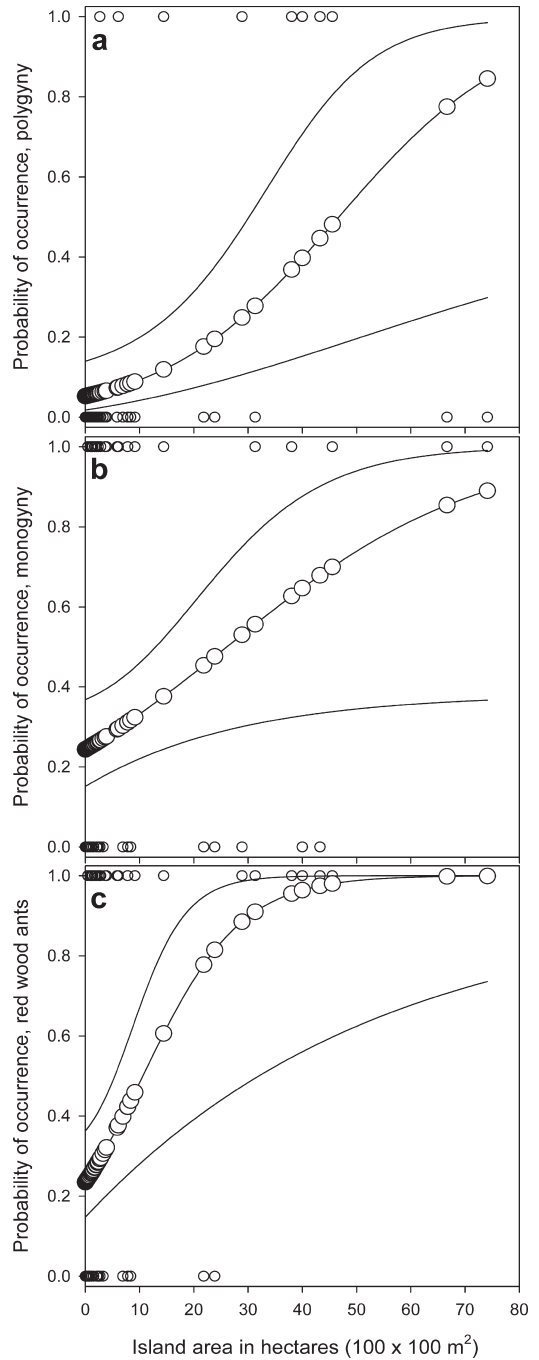 a
Probability of occurrence, polygyny
1.0
0.8
0.6
0.4
0.2
0.0
b
Probability of occurrence, monogyny
1.0
0.8
0.6
0.4
0.2
0.0
c
Probability of occurrence, red wood ants
1.0
0.8
0.6
0.4
0.2
0.0
0 10 20 30 40 50 60 70 80
Island area in hectares (100 x 100 m²)